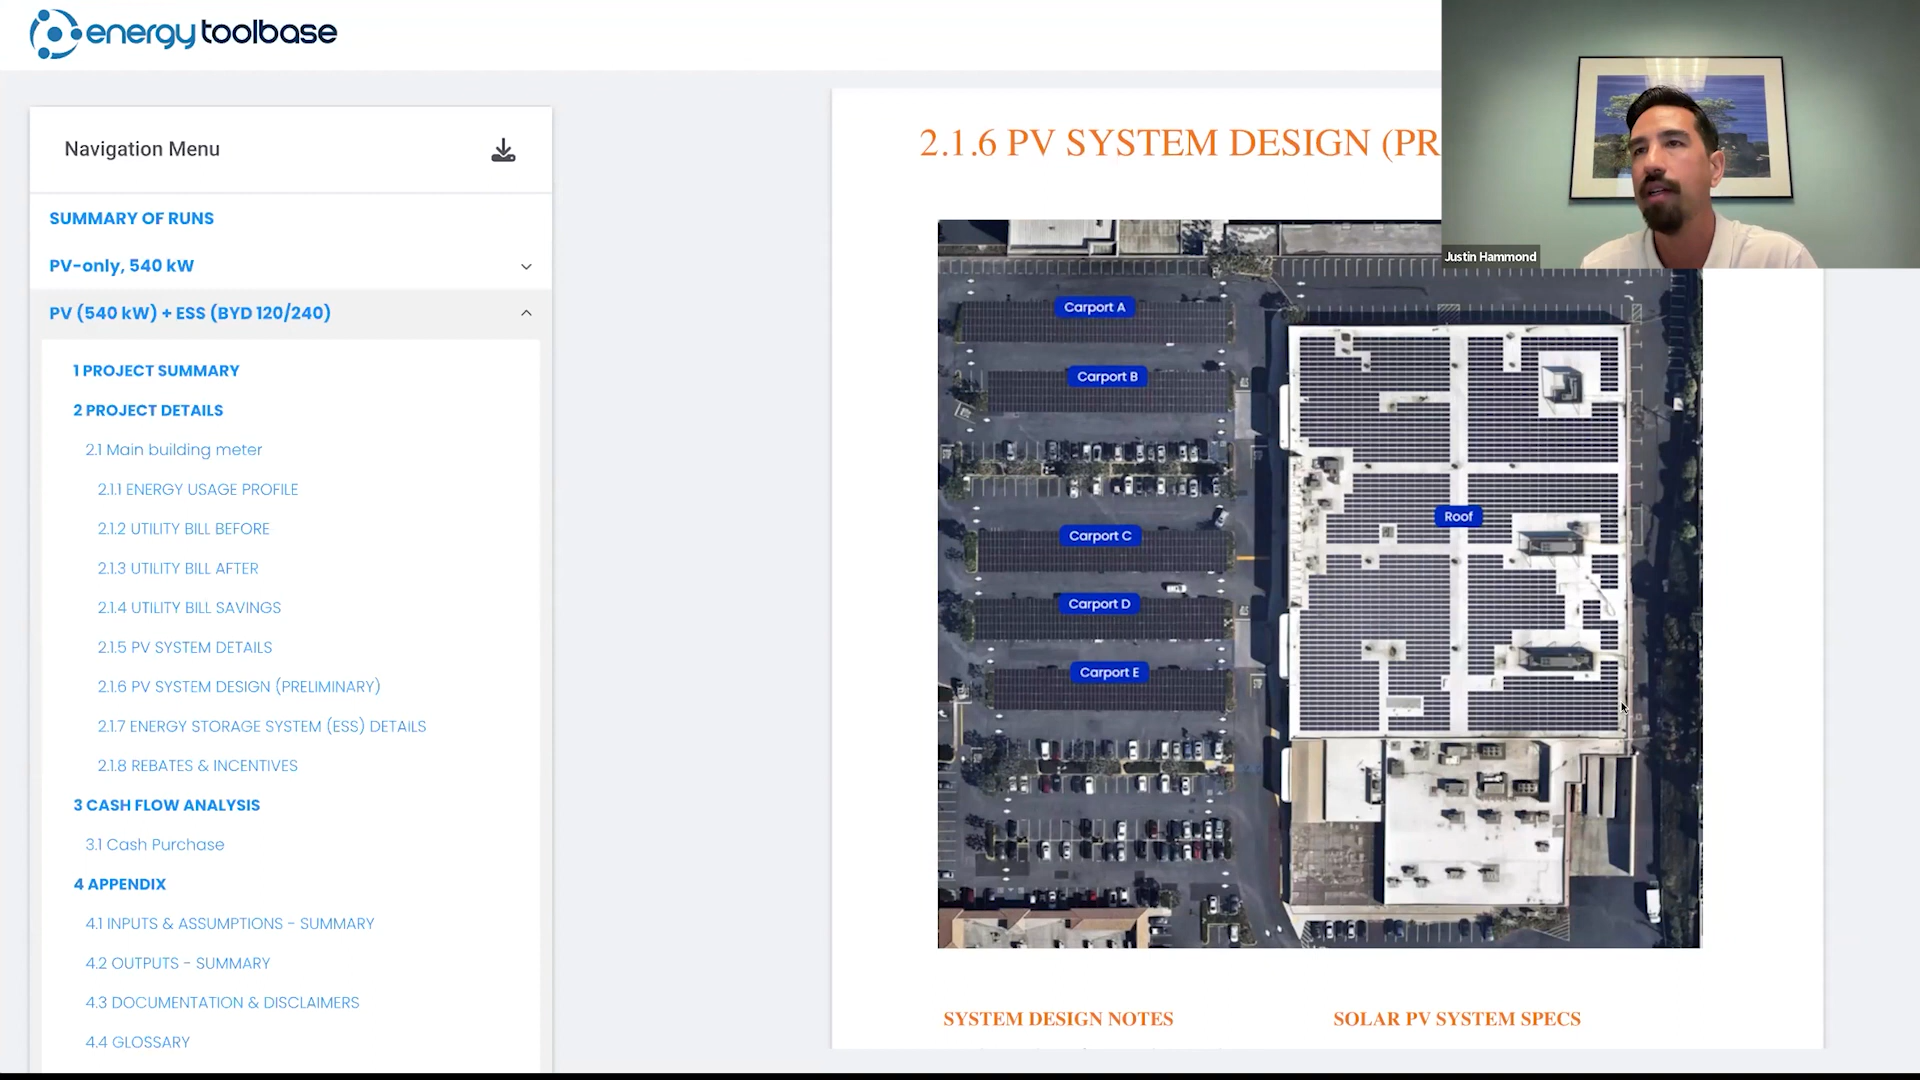 energy toolbase
Navigation Menu
SUMMARY OF RUNS
PV-only, 540 kW
PV (540 kW) + ESS (BYD 120/240)
1 PROJECT SUMMARY
2 PROJECT DETAILS
2.1 Main building meter
2.1.1 ENERGY USAGE PROFILE
2.1.2 UTILITY BILL BEFORE
2.1.3 UTILITY BILL AFTER
2.1.4 UTILITY BILL SAVINGS
2.1.5 PV SYSTEM DETAILS
2.1.6 PV SYSTEM DESIGN (PRELIMINARY)
2.1.7 ENERGY STORAGE SYSTEM (ESS) DETAILS
2.1.8 REBATES & INCENTIVES
3 CASH FLOW ANALYSIS
3.1 Cash Purchase
4 APPENDIX
4.1 INPUTS & ASSUMPTIONS - SUMMARY
4.2 OUTPUTS - SUMMARY
4.3 DOCUMENTATION & DISCLAIMERS
4.4 GLOSSARY
2.1.6 PV SYSTEM DESIGN (PR
Justin Hammond
Carport A
Carport B
Roof
Carport C
Carport D
Carport E
SYSTEM DESIGN NOTES
SOLAR PV SYSTEM SPECS